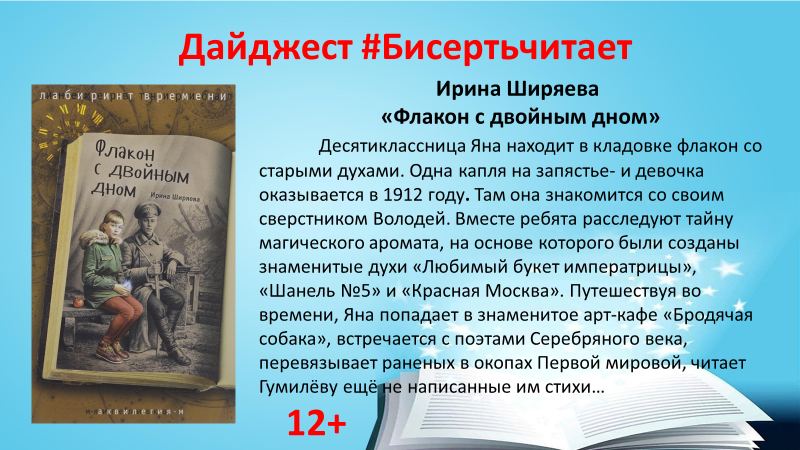 Дайджест #Бисертьчитает
Ирина Ширяева
«Флакон с двойным дном»
Десятиклассница Яна находит в кладовке флакон со
старыми духами. Одна капля на запястье- и девочка
оказывается в 1912 году. Там она знакомится со своим
сверстником Володей. Вместе ребята расследуют тайну
магического аромата, на основе которого были созданы
знаменитые духи «Любимый букет императрицы»,
«Шанель №5» и «Красная Москва». Путешествуя во
времени, Яна попадает в знаменитое арт-кафе «Бродячая
собака», встречается с поэтами Серебряного века,
перевязывает раненых в окопах Первой мировой, читает
Гумилёву ещё не написанные им стихи…
12+
лабиринт времени
Флакон
с двойным
дном
Ирина Ширяева
аквилегия-м